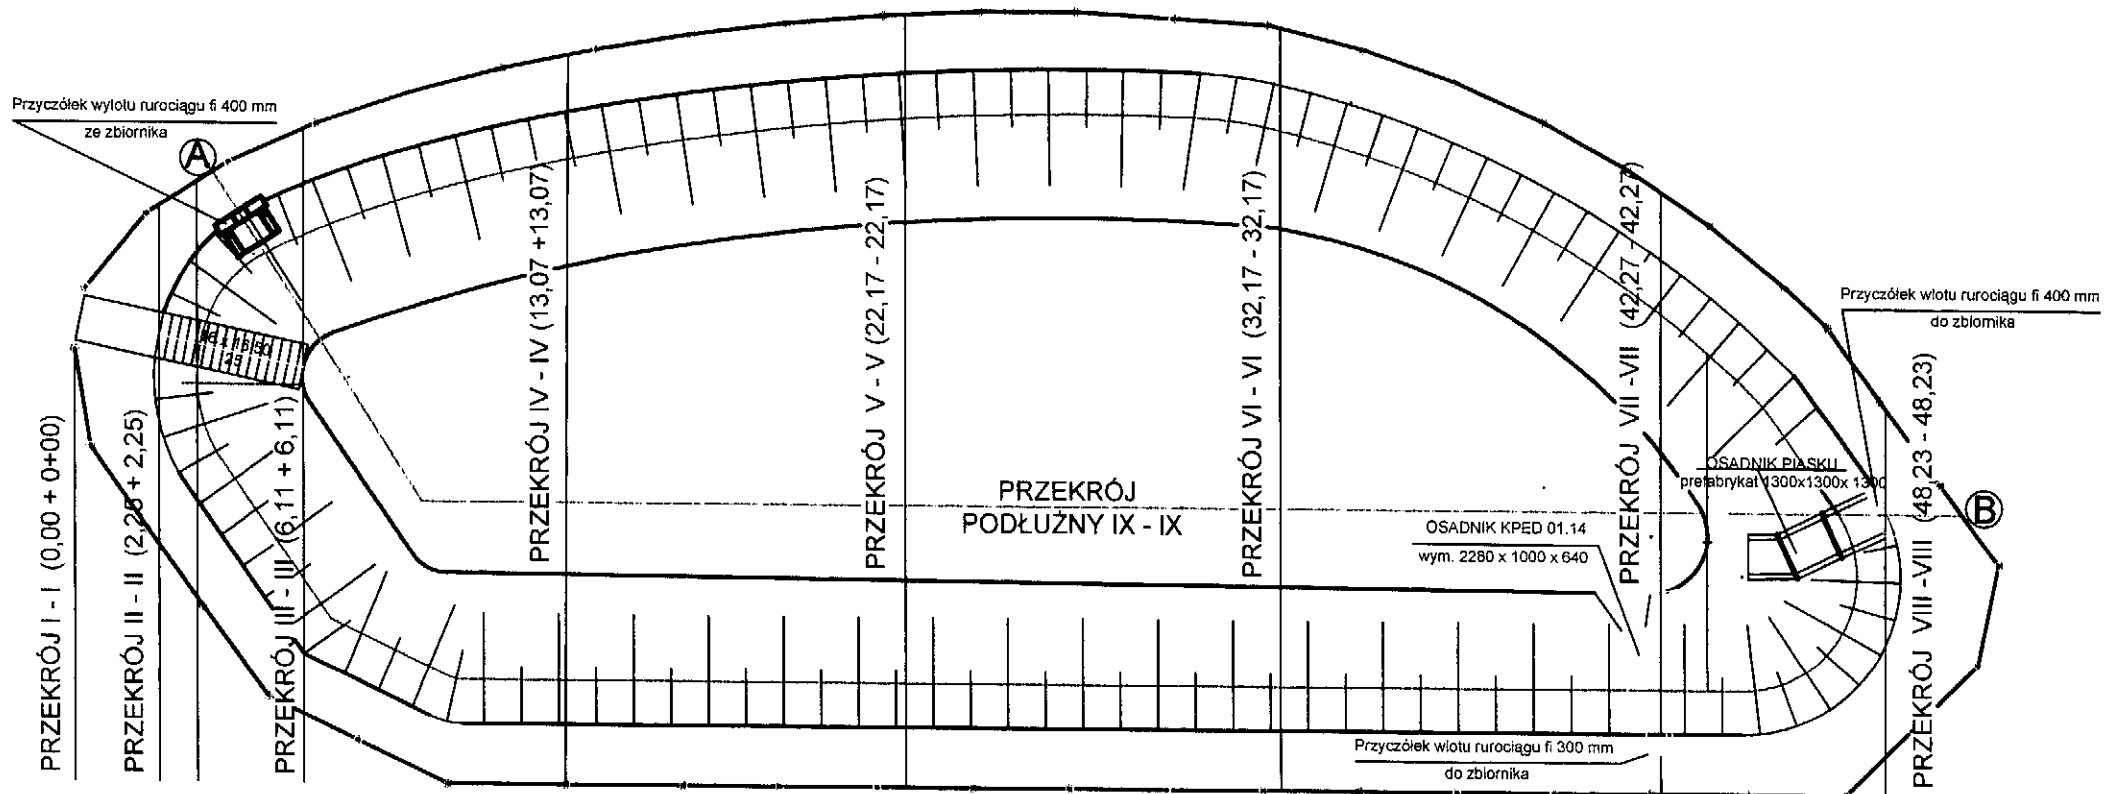 Przyczółek wylotu rurociągu fi 400 mm
ze zbiornika
A
16 x 16,50
25
PRZEKRÓJ I - I (0,00 + 0+00)
PRZEKRÓJ II - II (2,25 + 2,25)
PRZEKRÓJ III - III (6,11 + 6,11)
PRZEKRÓJ IV - IV (13,07 +13,07)
PRZEKRÓJ V - V (22,17 - 22,17)
PRZEKRÓJ VI - VI (32,17 - 32,17)
PRZEKRÓJ VII -VII (42,27 - 42,27)
PRZEKRÓJ VIII -VIII (48,23 - 48,23)
Przyczółek wlotu rurociągu fi 400 mm
do zbiornika
OSADNIK PIASKU
prefabrykat 1300x1300x 1300
B
PRZEKRÓJ
PODŁUŻNY IX - IX
OSADNIK KPED 01.14
wym. 2280 x 1000 x 640
Przyczółek wlotu rurociągu fi 300 mm
do zbiornika